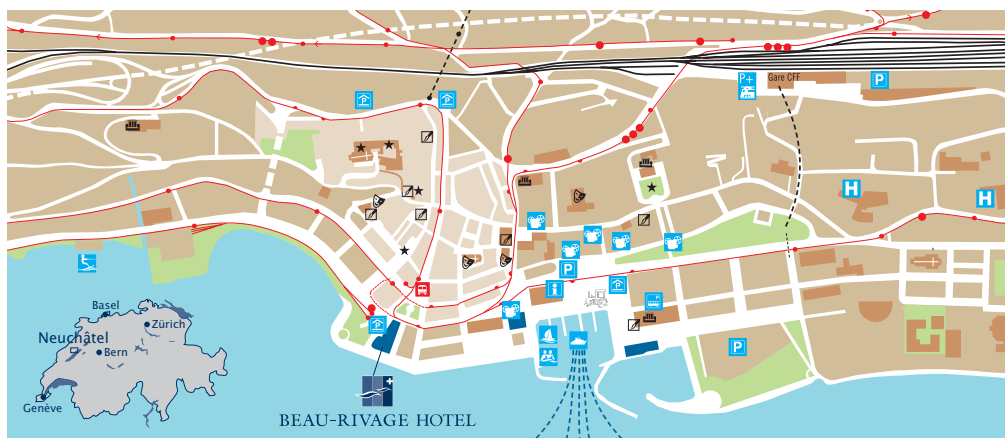 P+
Gare CFF
P
P
P
H
H
P
i
P
P
P
Basel
Zürich
Neuchâtel
Bern
Genève
BEAU-RIVAGE HOTEL